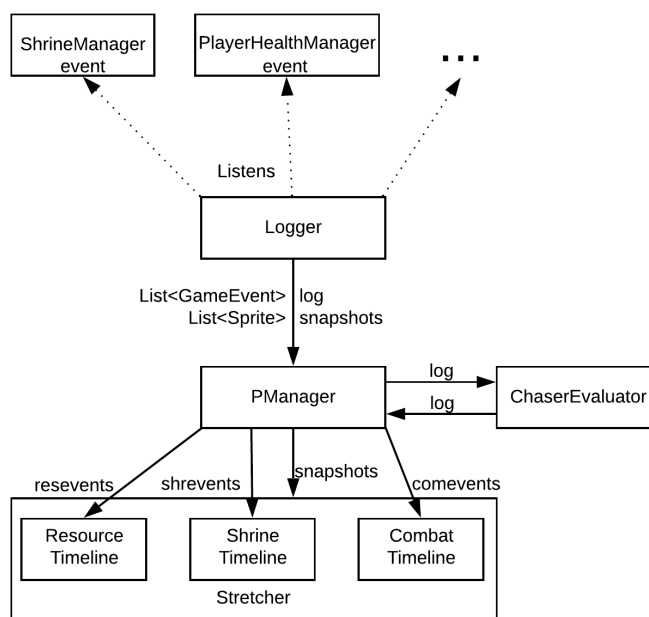 ShrineManager
event
PlayerHealthManager
event
...
Listens
Logger
List<GameEvent> log
List<Sprite> snapshots
PManager
log
log
ChaserEvaluator
resevents
shrevents
snapshots
comevents
Resource
Timeline
Shrine
Timeline
Combat
Timeline
Stretcher